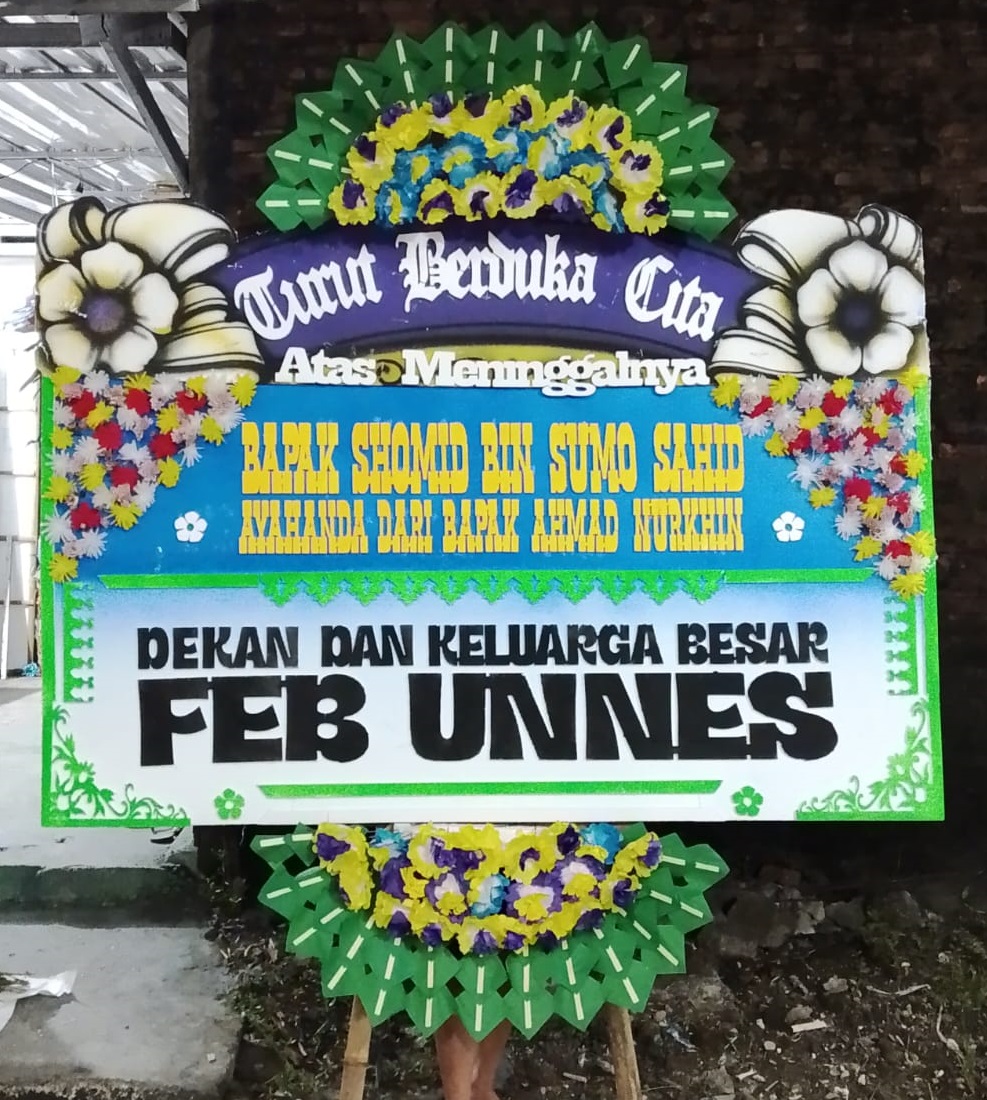 Turut Berduka Cita
Atas Meninggalnya
BAPAK SHOMID BIN SUMO SAHID
AYAHANDA DARI BAPAK AHMAD NURKHIN
DEKAN DAN KELUARGA BESAR
FEB UNNES